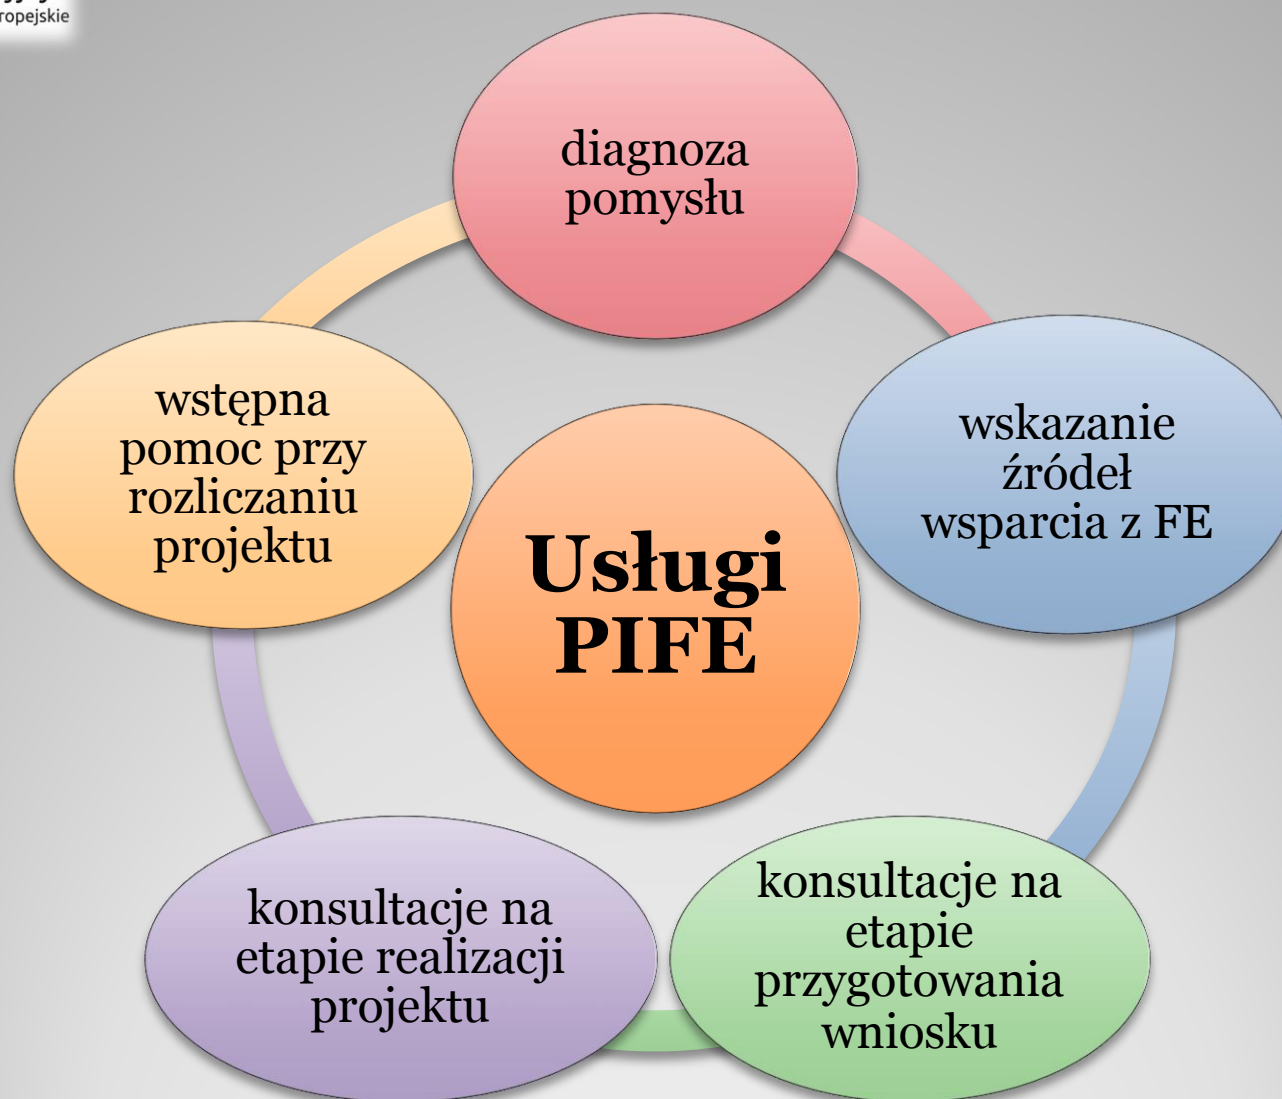 ropejskie
diagnoza
pomysłu
wskazanie
źródeł
wsparcia z FE
konsultacje na
etapie
przygotowania
wniosku
konsultacje na
etapie realizacji
projektu
wstępna
pomoc przy
rozliczaniu
projektu
Usługi
PIFE